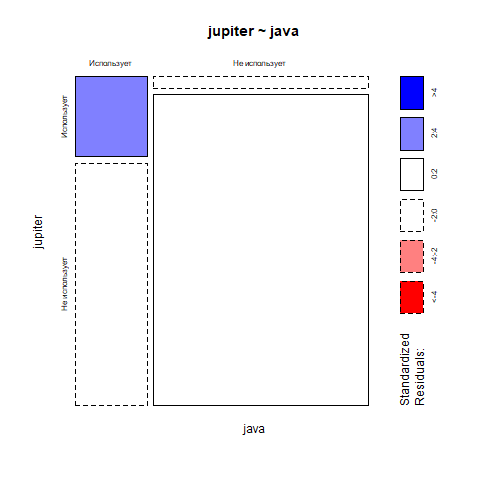 jupiter ~ java
Использует
Не использует
Использует
Не использует
jupiter
java
>4
2:4
0:2
-2:0
-4:-2
<-4
Standardized
Residuals: